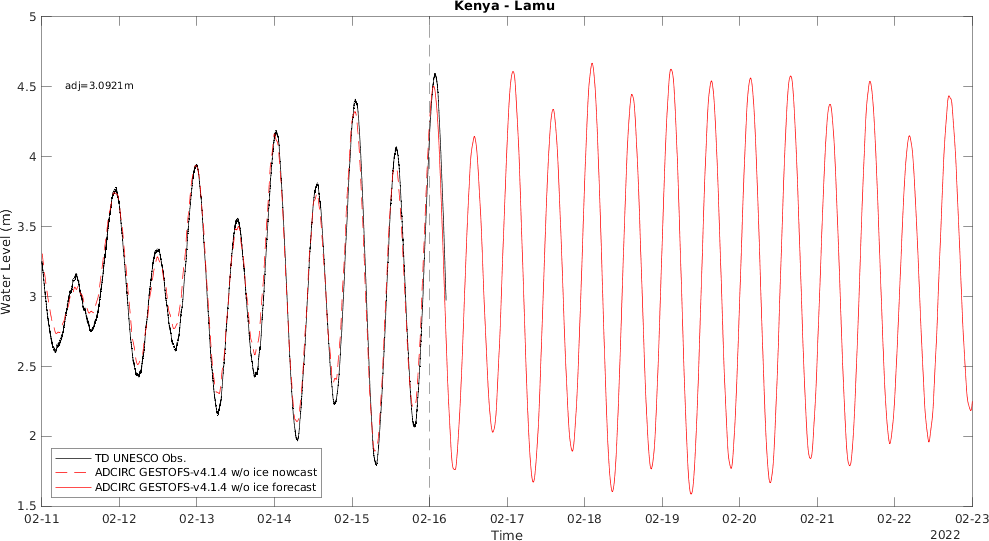 Kenya - Lamu
5
4.5
4
3.5
3
2.5
2
1.5
Water Level (m)
adj=3.0921m
TD UNESCO Obs.
ADCIRC GESTOFS-v4.1.4 w/o ice nowcast
ADCIRC GESTOFS-v4.1.4 w/o ice forecast
02-11 02-12 02-13 02-14 02-15 02-16 02-17 02-18 02-19 02-20 02-21 02-22 02-23
Time
2022